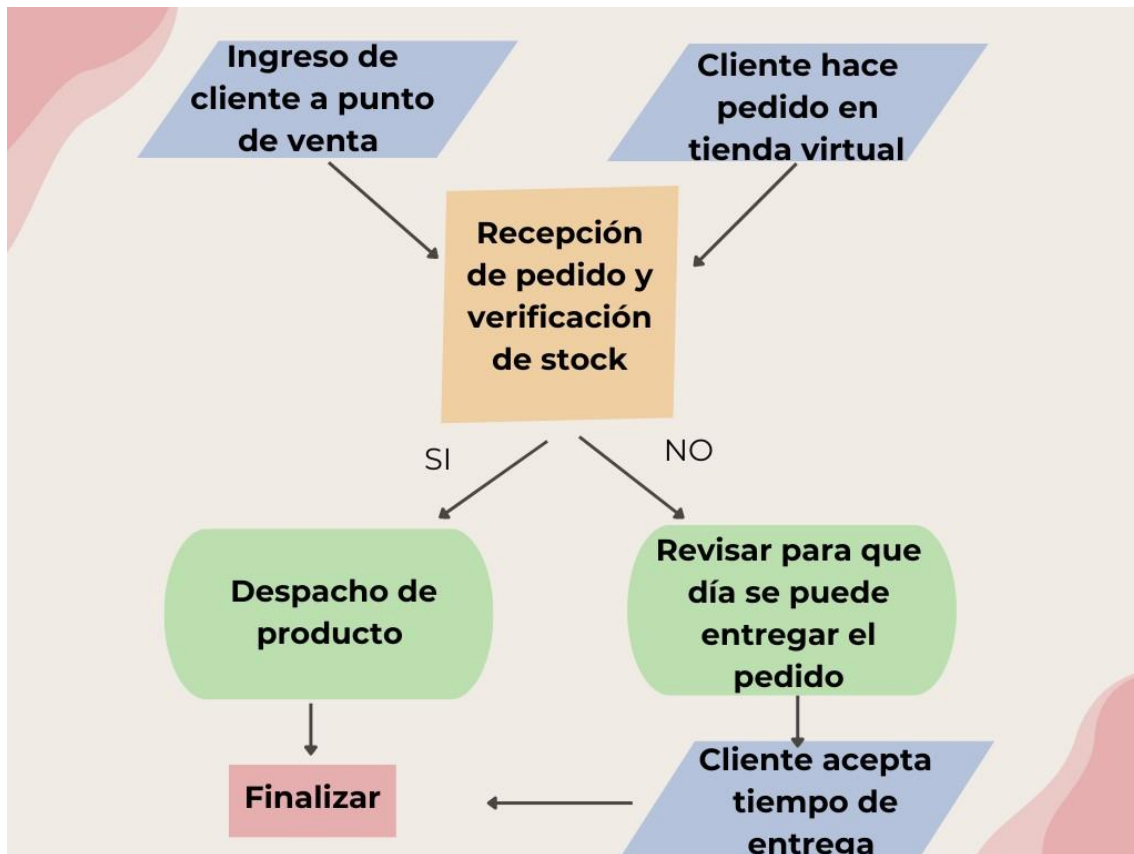 Ingreso de
cliente a punto
de venta
Cliente hace
pedido en
tienda virtual
Recepción
de pedido y
verificación
de stock
SI
NO
Despacho de
producto
Revisar para que
día se puede
entregar el
pedido
Finalizar
Cliente acepta
tiempo de
entrega